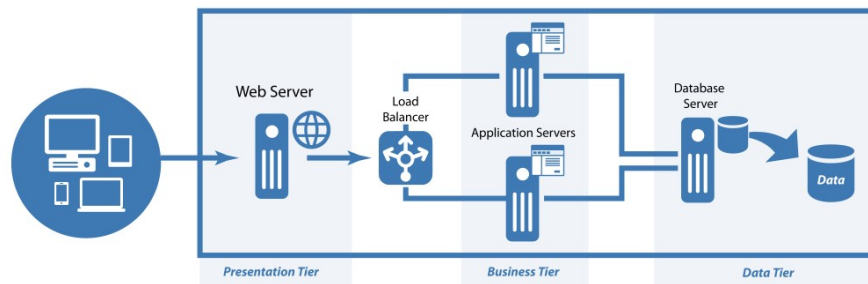 Web Server
Load
Balancer
Application Servers
Database
Server
Data
Presentation Tier
Business Tier
Data Tier